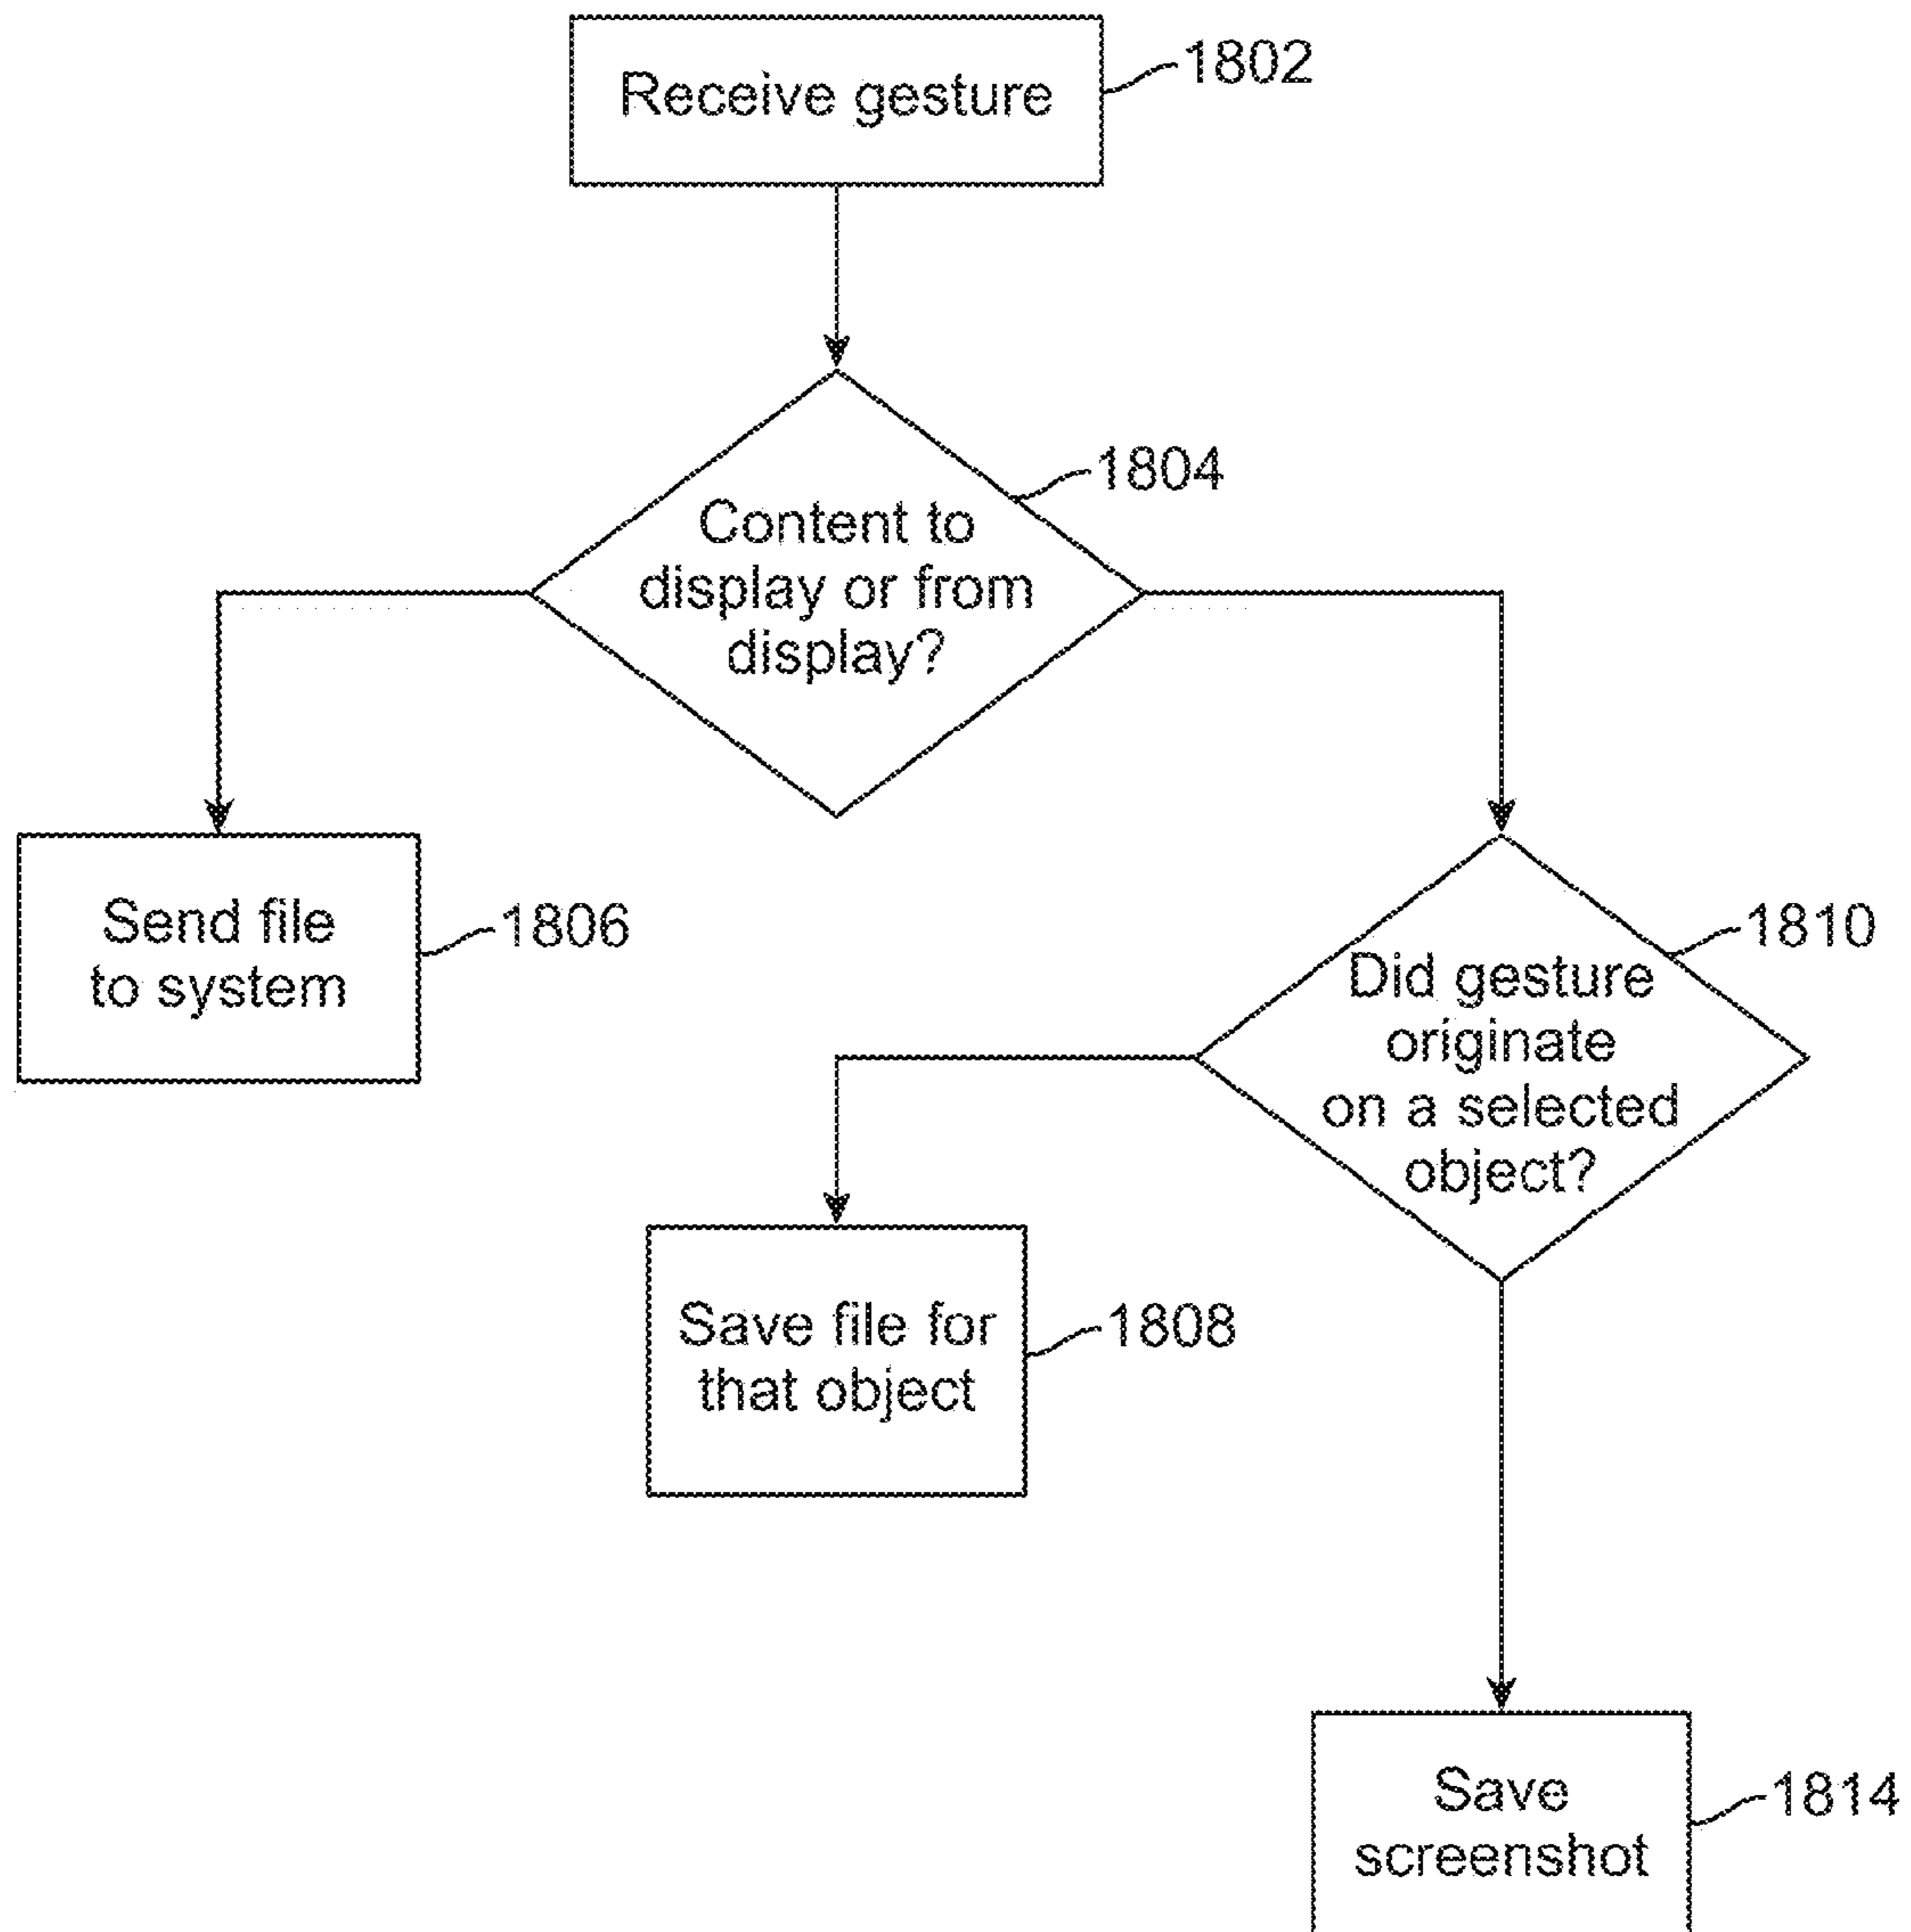 Receive gesture
1802
1804
Content to
display or from
display?
Send file
to system
1806
1810
Did gesture
originate
on a selected
object?
Save file for
that object
1808
Save
screenshot
1814